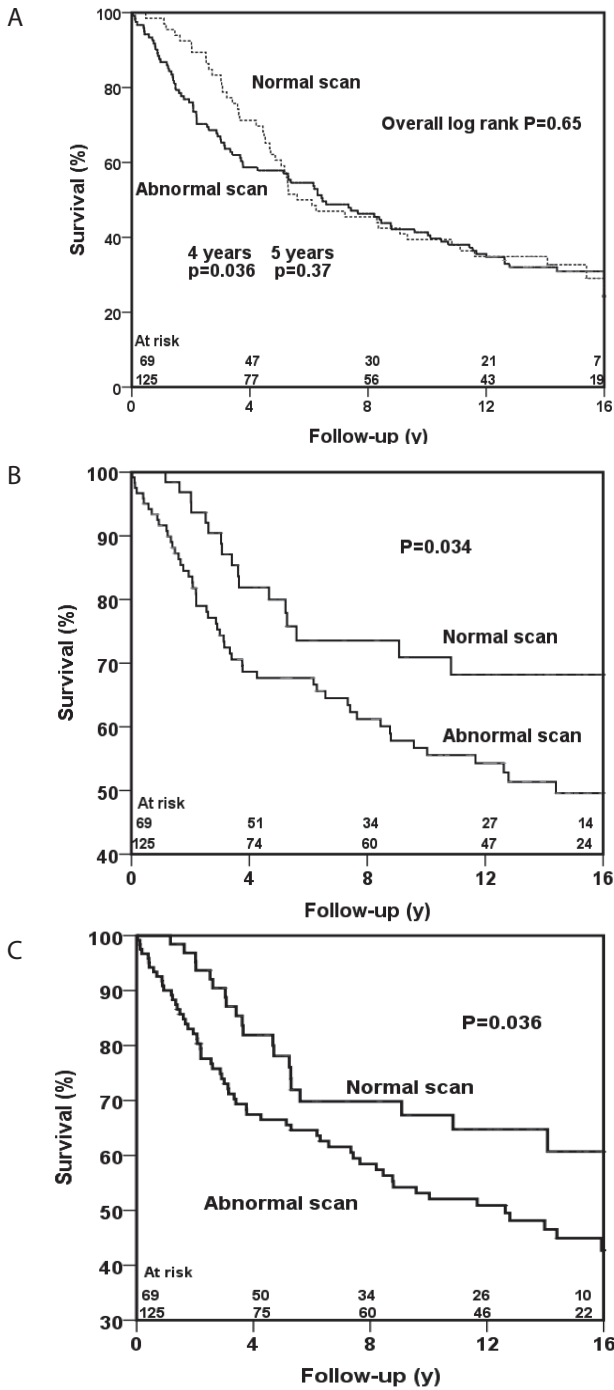 A
100
80
60
40
20
0
Survival (%)
Normal scan
Overall log rank P=0.65
Abnormal scan
4 years 5 years
p=0.036 p=0.37
At risk
69 47 30 21 7
125 77 56 43 19
0 4 8 12 16
Follow-up (y)
B
100
90
80
70
60
50
40
Survival (%)
P=0.034
Normal scan
Abnormal scan
At risk
69 51 34 27 14
125 74 60 47 24
0 4 8 12 16
Follow-up (y)
C
100
90
80
70
60
50
40
30
Survival (%)
P=0.036
Normal scan
Abnormal scan
At risk
69 50 34 26 10
125 75 60 46 22
0 4 8 12 16
Follow-up (y)